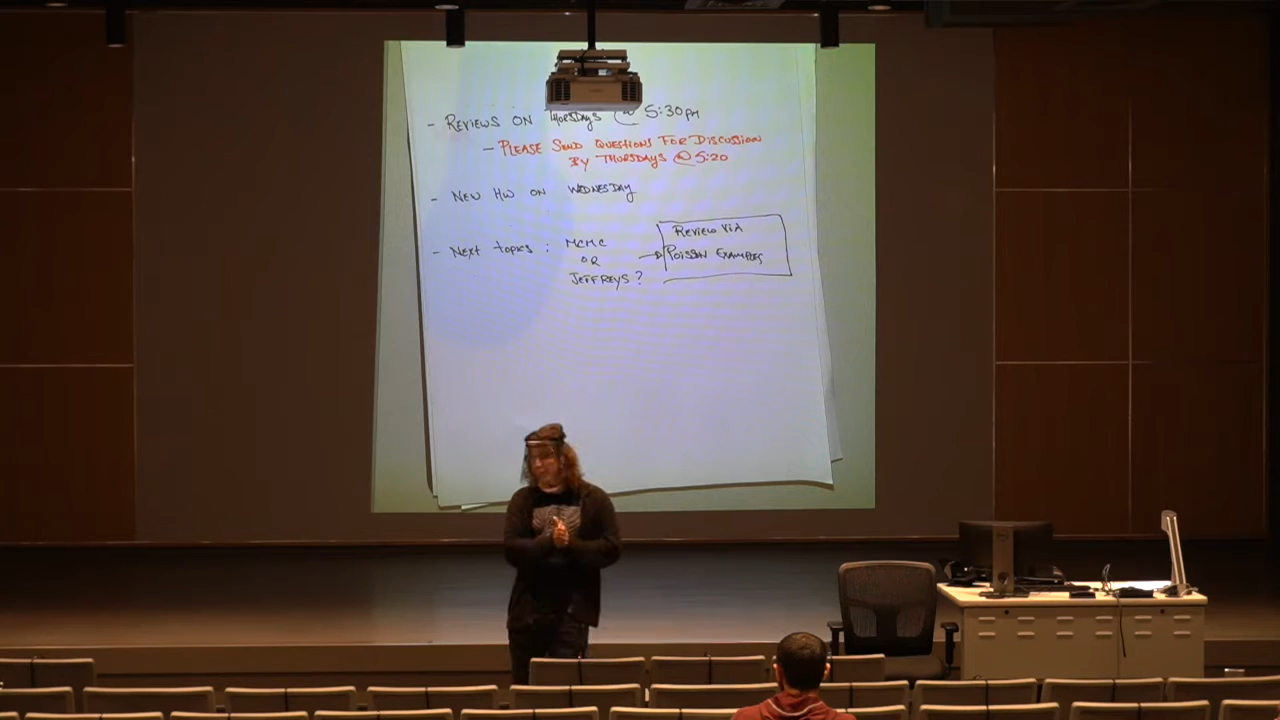 - REVIEWS ON THURSDAYS @ 5:30PM
- PLEASE SEND QUESTIONS FOR DISCUSSION
BY THURSDAYS @ 5:20
- NEW HW ON WEDNESDAY
- NEXT TOPICS : MCMC
OR
JEFFREYS?
REVIEW VIA
POISSON EXAMPLES